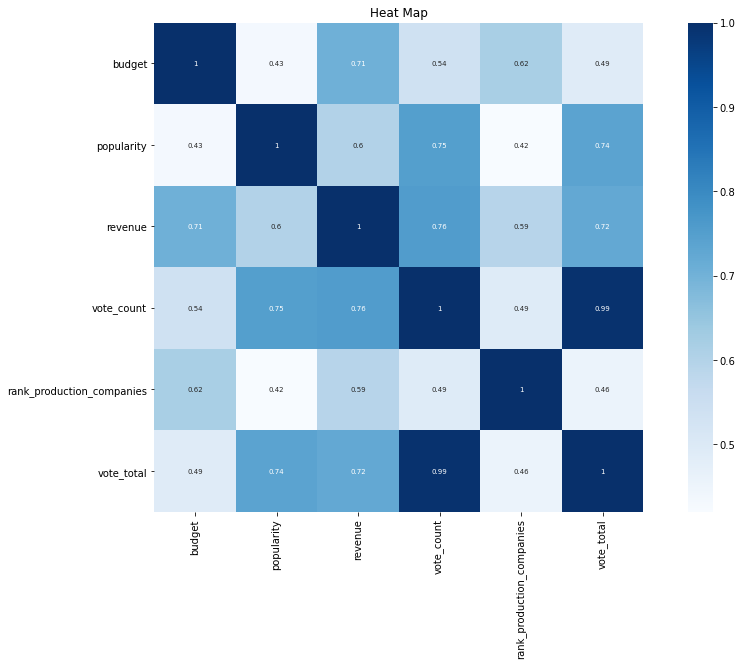 Heat Map
budget 1 0.43 0.71 0.54 0.62 0.49
popularity 0.43 1 0.6 0.75 0.42 0.74
revenue 0.71 0.6 1 0.76 0.59 0.72
vote_count 0.54 0.75 0.76 1 0.49 0.99
rank_production_companies 0.62 0.42 0.59 0.49 1 0.46
vote_total 0.49 0.74 0.72 0.99 0.46 1
budget
popularity
revenue
vote_count
rank_production_companies
vote_total
1.0
0.9
0.8
0.7
0.6
0.5